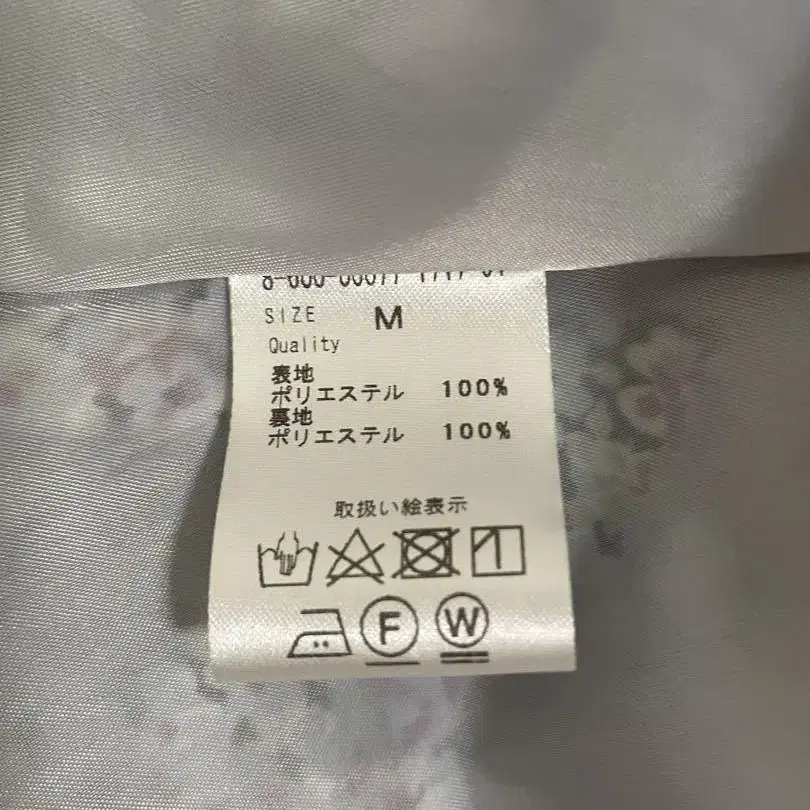 SIZE M
Quality
表地
ポリエステル 100%
裏地
ポリエステル 100%
取扱い絵表示
F W